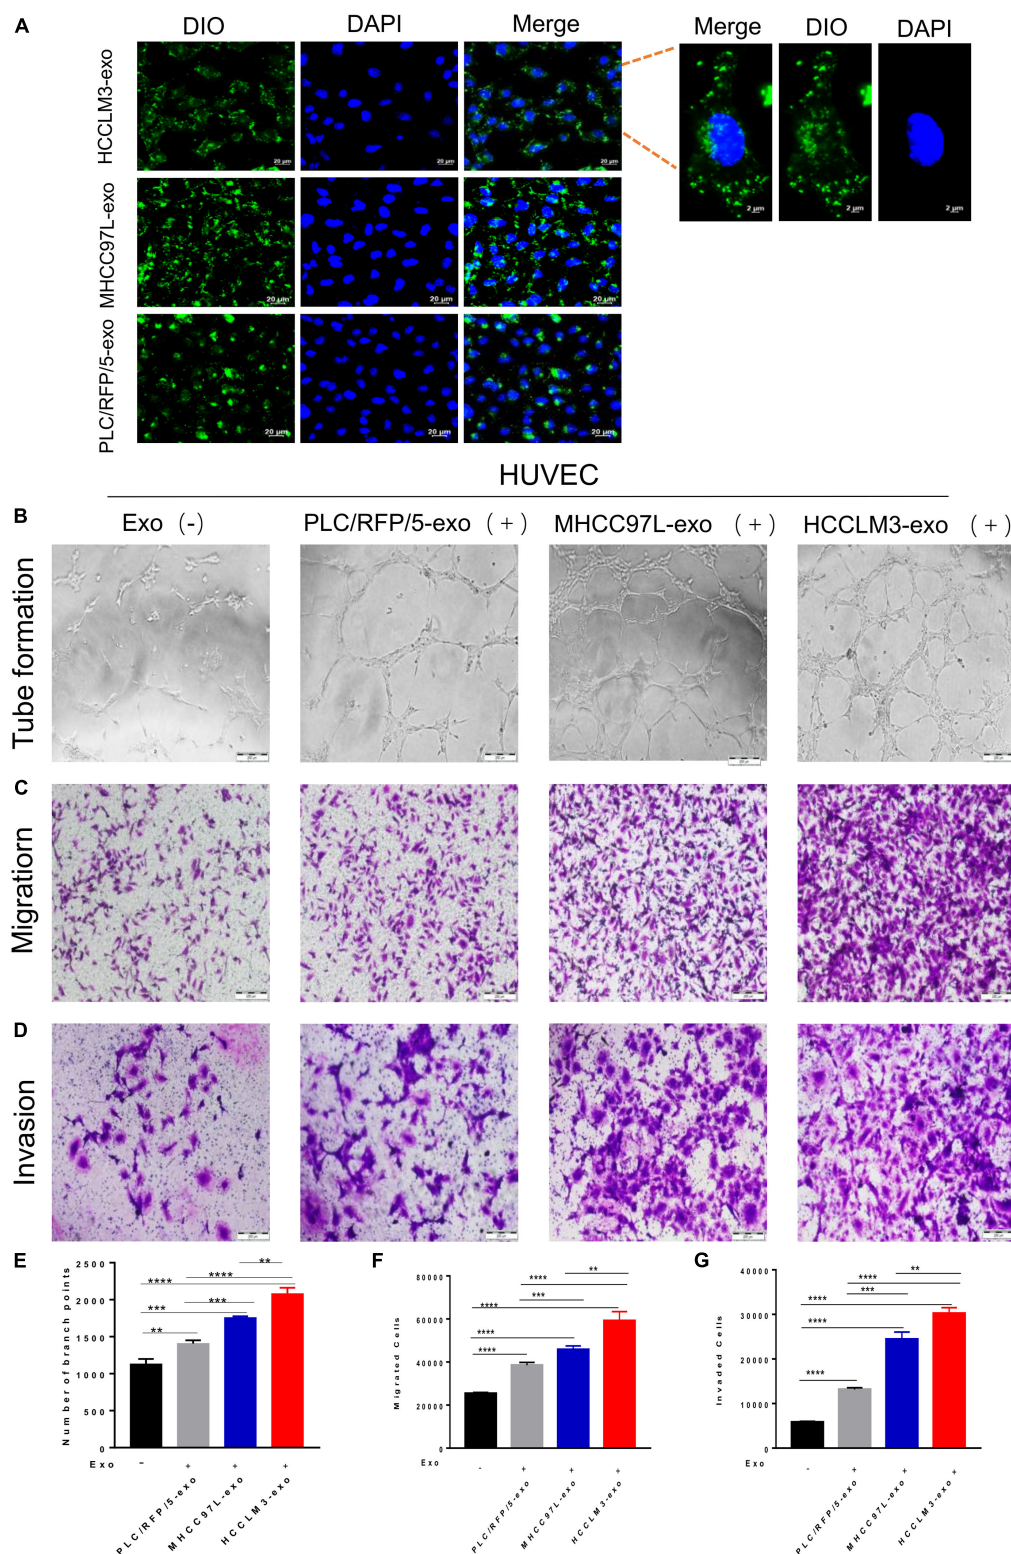 A
DIO DAPI Merge Merge DIO DAPI
HCCLM3-exo
20 μm 20 μm 20 μm
2 μm 2 μm 2 μm
MHCC97L-exo
20 μm 20 μm 20 μm
PLC/RFP/5-exo
20 μm 20 μm 20 μm
HUVEC
B
Exo (-) PLC/RFP/5-exo (+) MHCC97L-exo (+) HCCLM3-exo (+)
Tube formation
C
Migratiorn
D
Invasion
E
Number of branch points
2500
2000
1500
1000
500
0
** **** **** *** *** **
Exo - + + +
PLC/RFP/5-exo
MHCC97L-exo
HCCLM3-exo
F
Migrated Cells
80000
60000
40000
20000
0
** **** *** **** **** ****
Exo - + + +
PLC/RFP/5-exo
MHCC97L-exo
HCCLM3-exo
G
Invaded Cells
40000
30000
20000
10000
0
** **** *** **** **** ****
Exo - + + +
PLC/RFP/5-exo
MHCC97L-exo
HCCLM3-exo